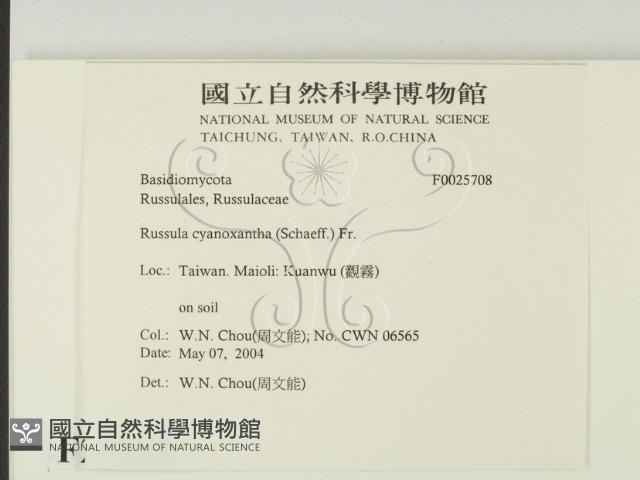 國立自然科學博物館
NATIONAL MUSEUM OF NATURAL SCIENCE
TAICHUNG, TAIWAN, R.O.CHINA
Basidiomycota F0025708
Russulales, Russulaceae
Russula cyanoxantha (Schaeff.) Fr.
Loc.: Taiwan. Maioli: Kuanwu (觀霧)
on soil
Col.: W.N. Chou(周文能); No. CWN 06565
Date: May 07, 2004
Det.: W.N. Chou(周文能)
國立自然科學博物館
NATIONAL MUSEUM OF NATURAL SCIENCE